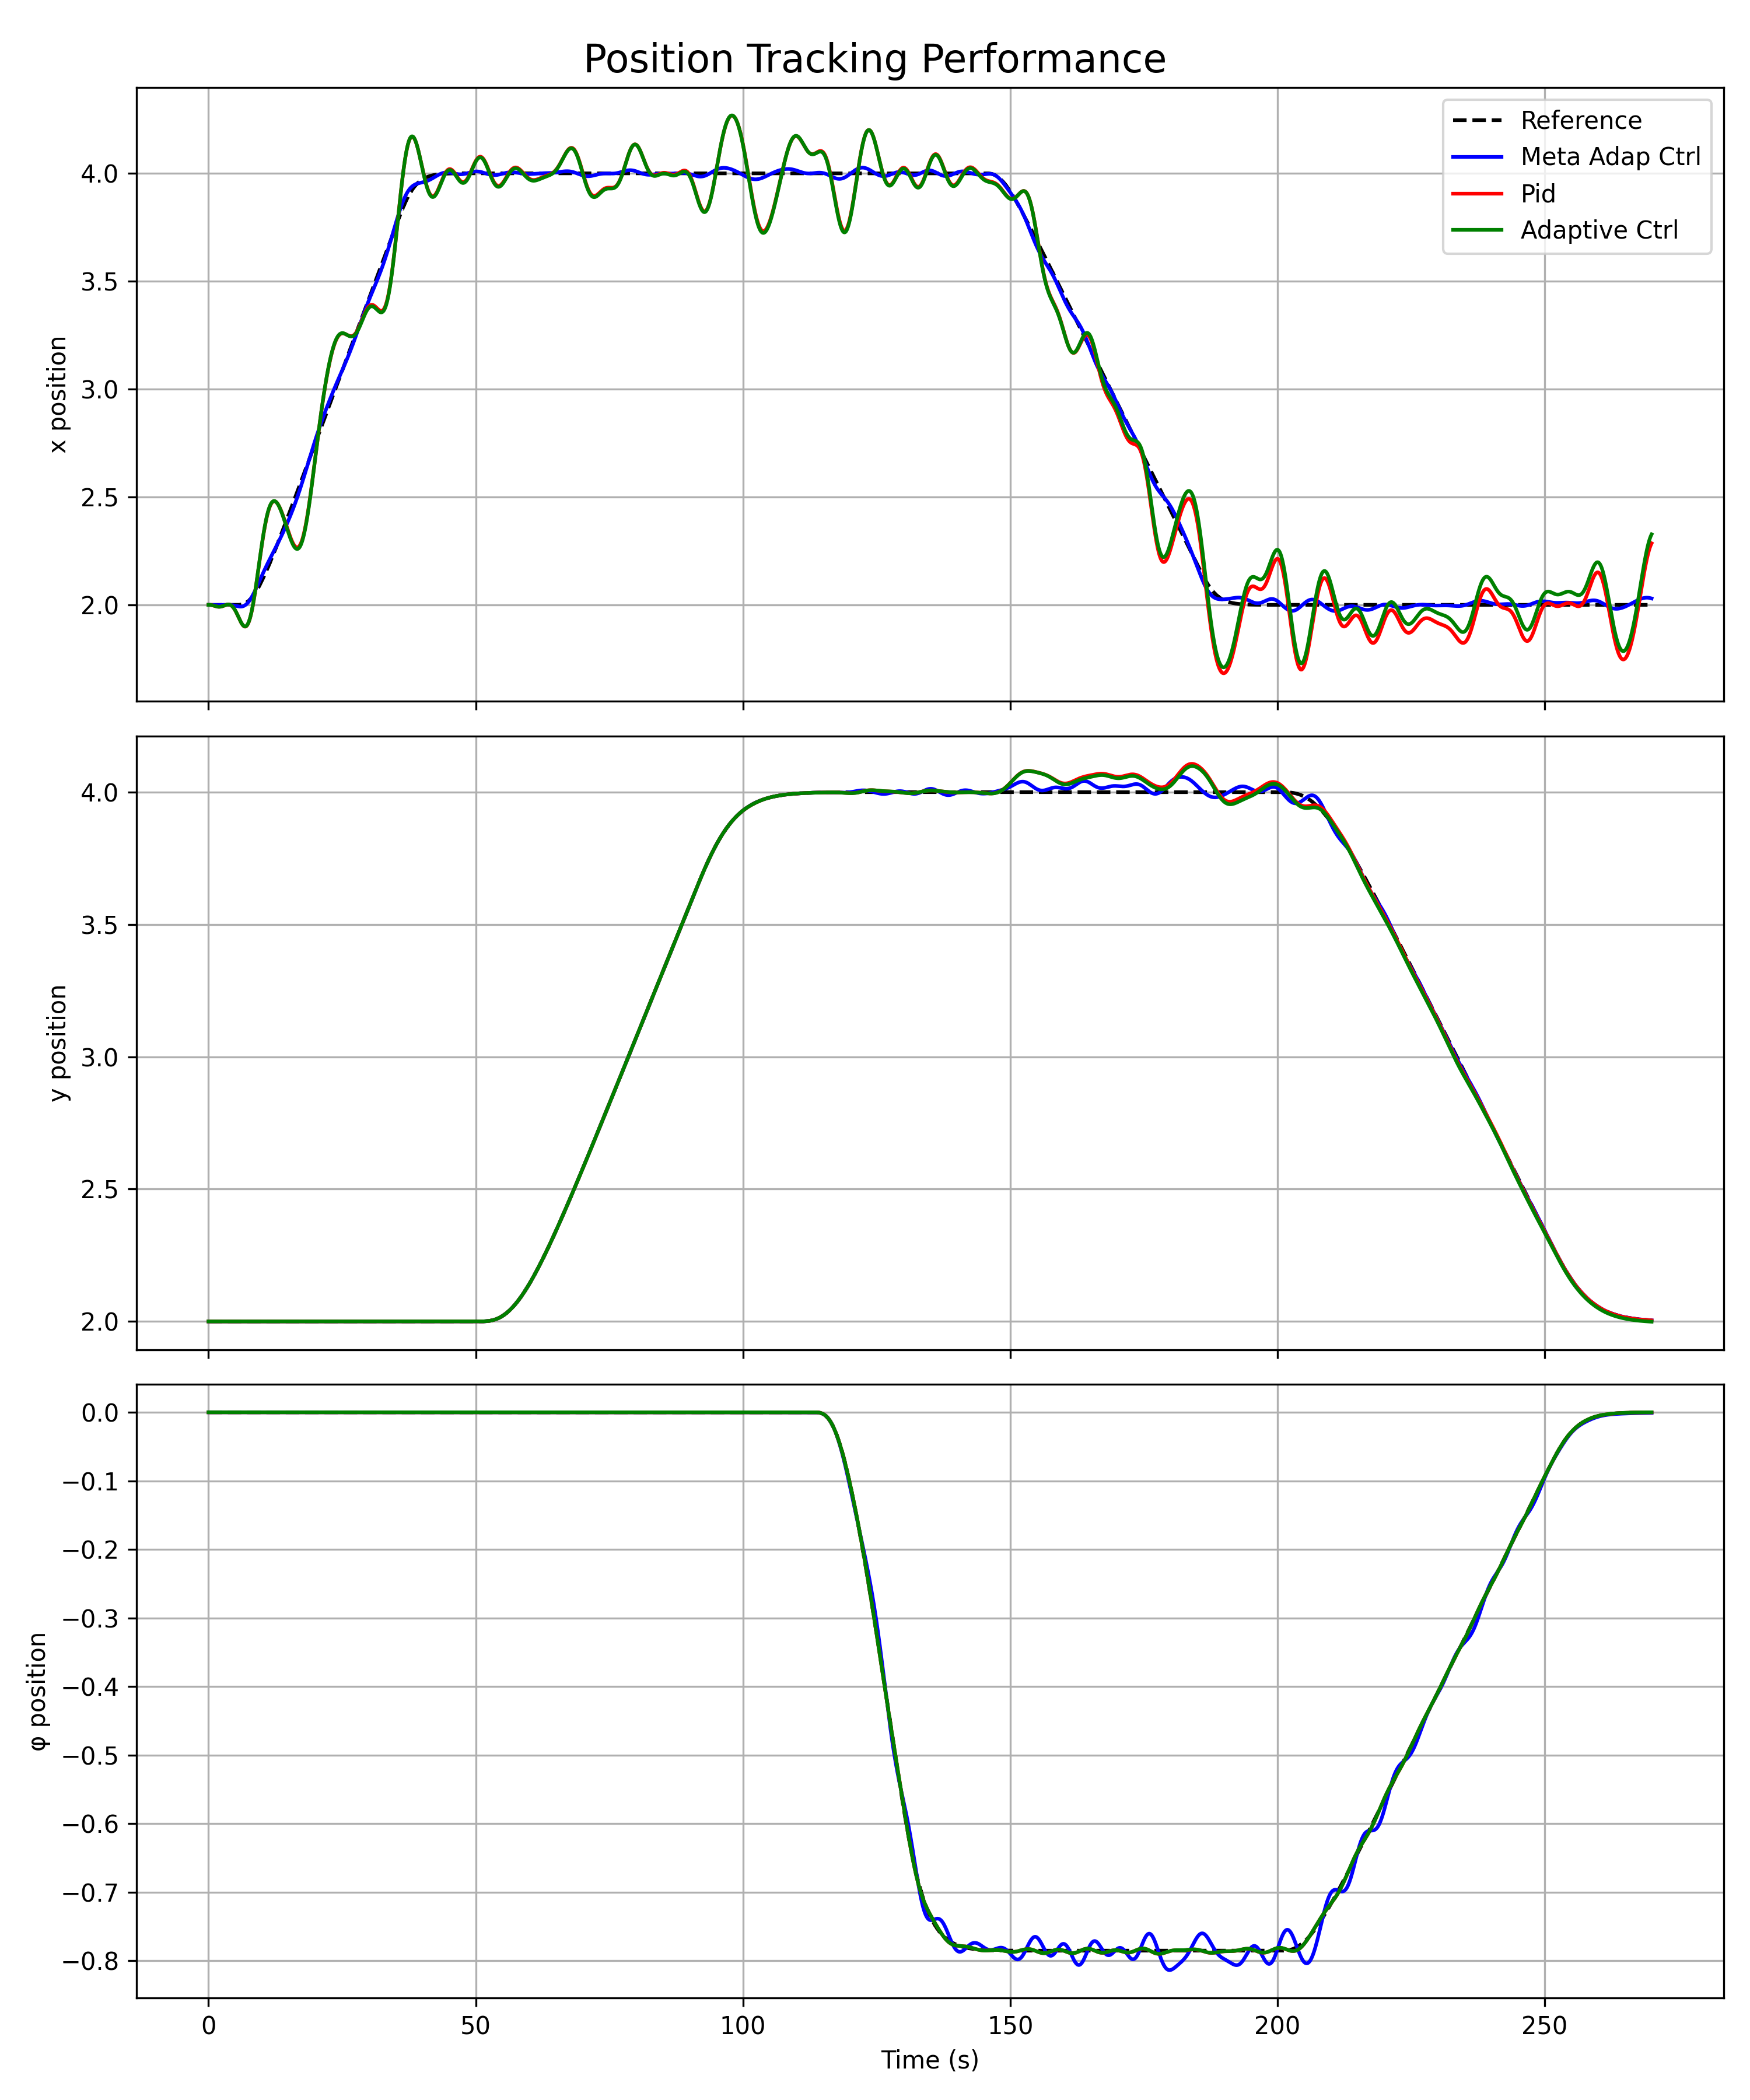 Position Tracking Performance
Reference
Meta Adap Ctrl
Pid
Adaptive Ctrl
x position
4.0
3.5
3.0
2.5
2.0
y position
4.0
3.5
3.0
2.5
2.0
φ position
0.0
−0.1
−0.2
−0.3
−0.4
−0.5
−0.6
−0.7
−0.8
0 50 100 150 200 250
Time (s)